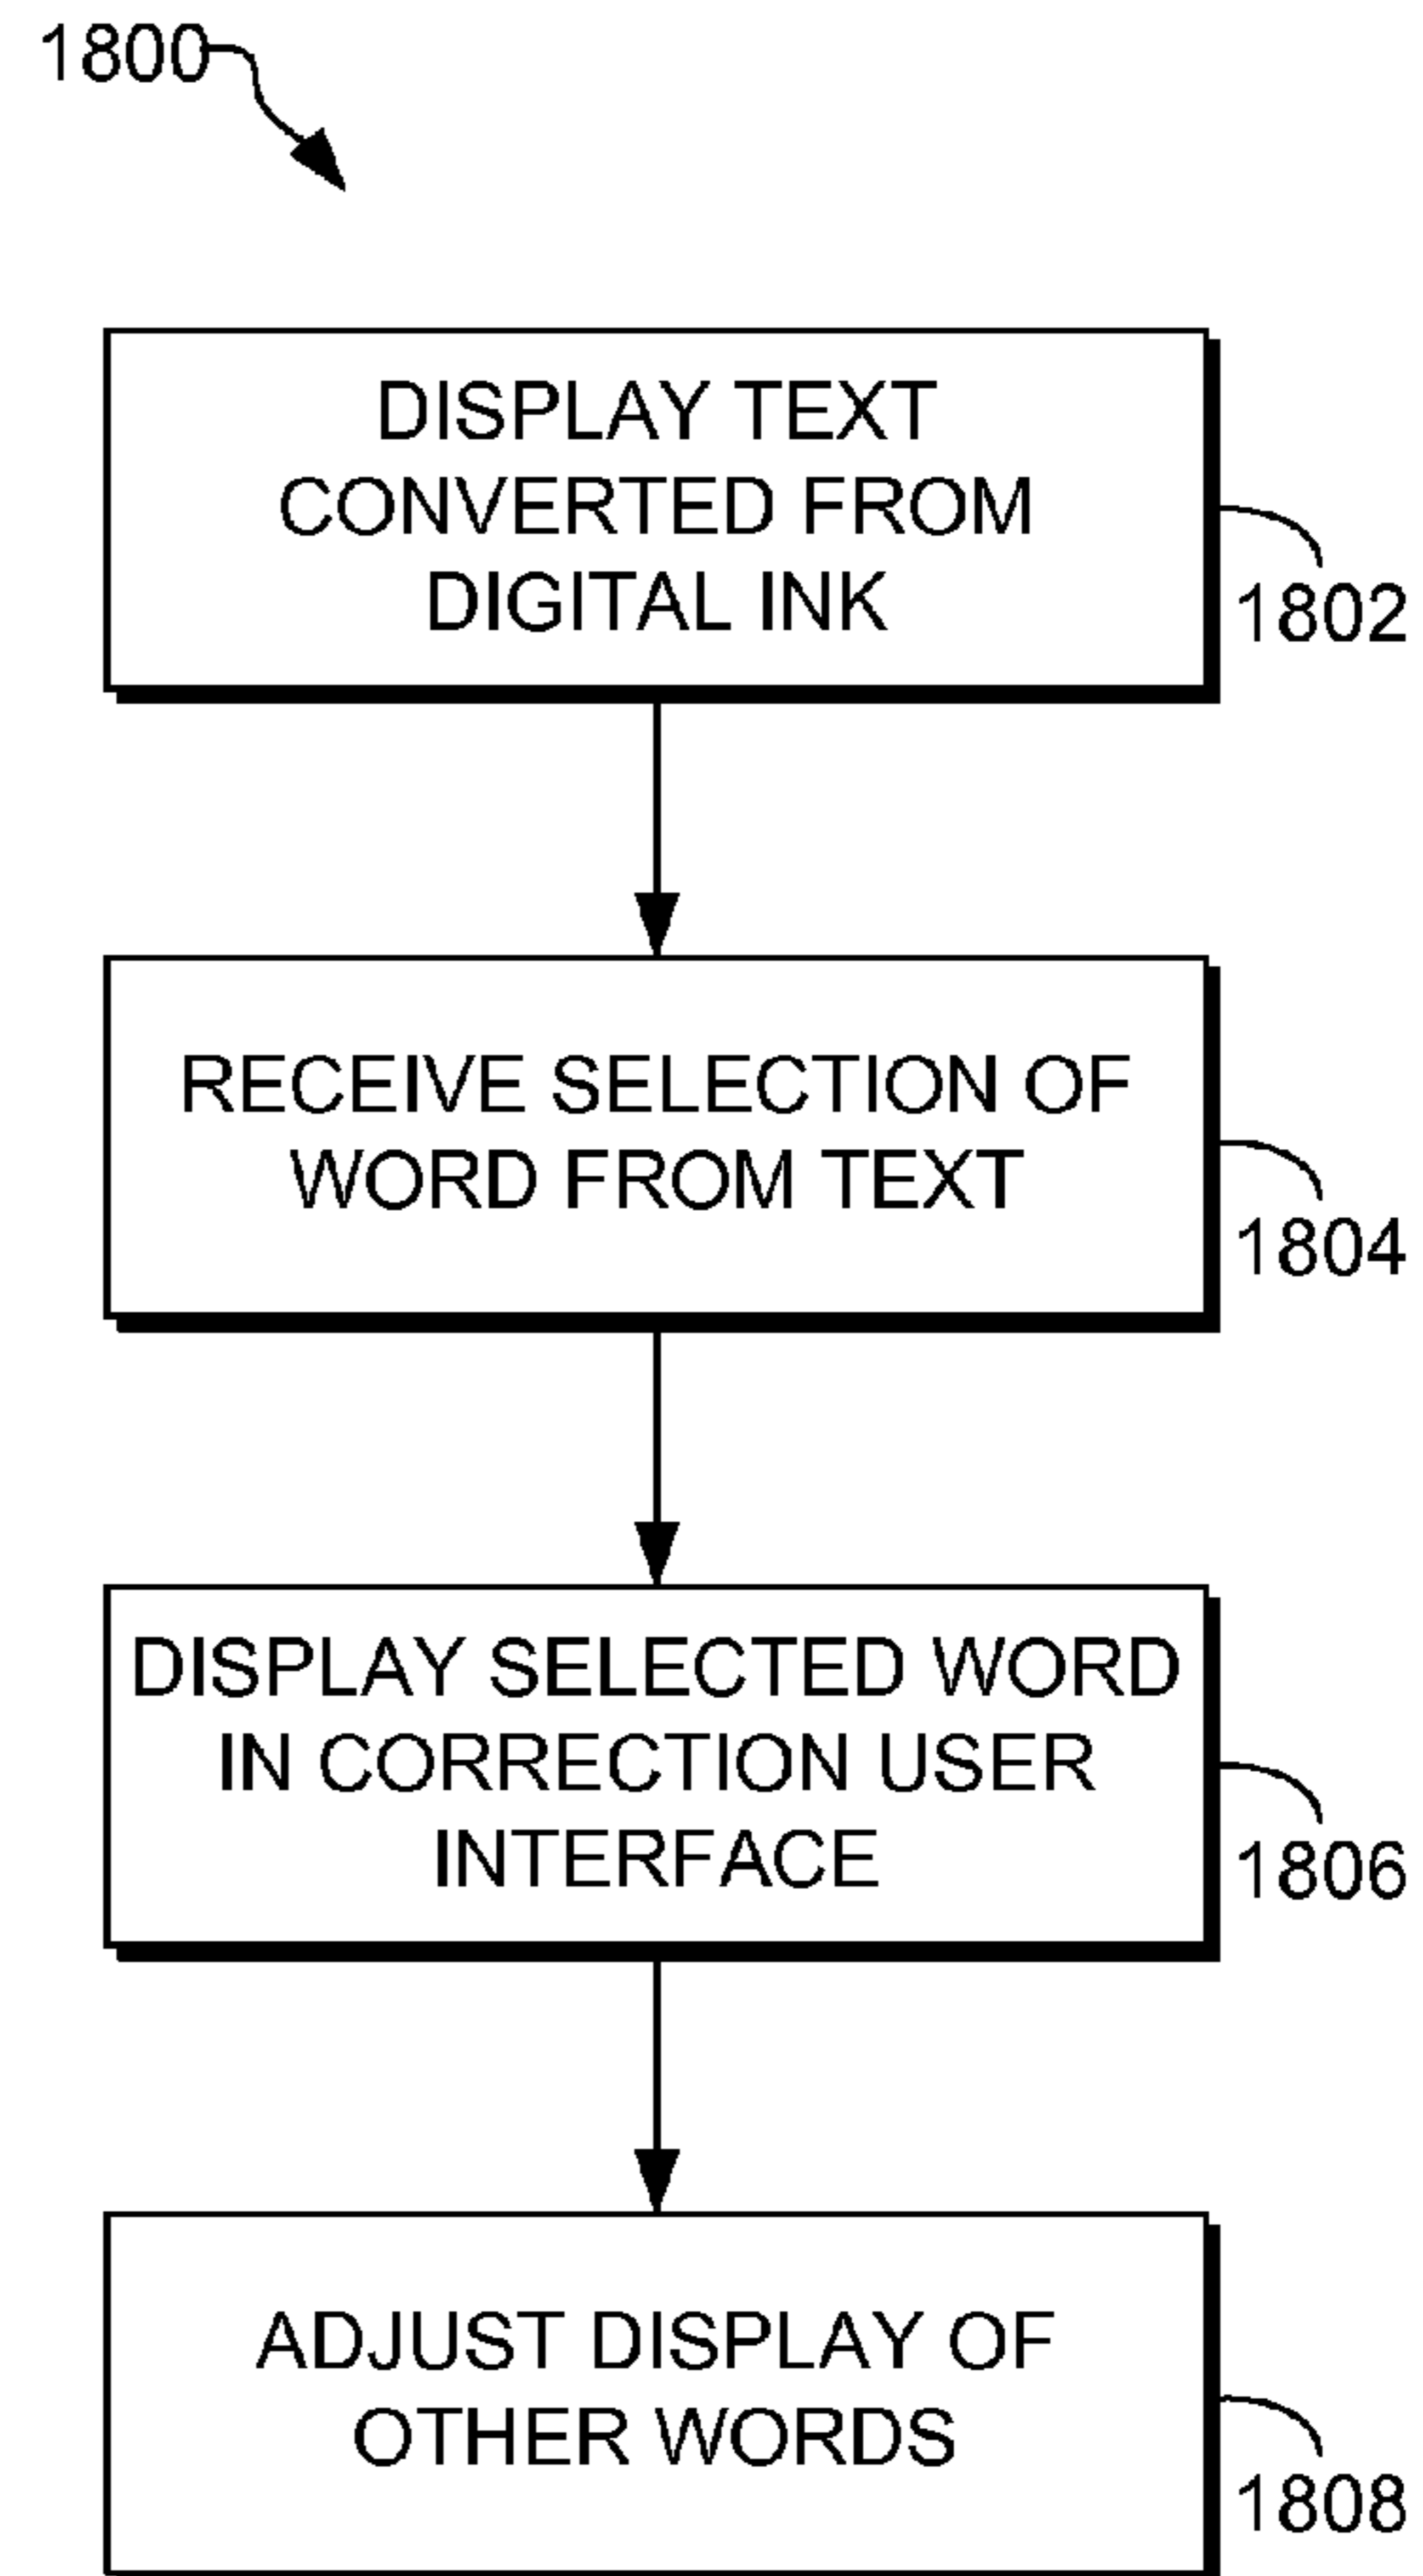 1800
DISPLAY TEXT
CONVERTED FROM
DIGITAL INK
1802
RECEIVE SELECTION OF
WORD FROM TEXT
1804
DISPLAY SELECTED WORD
IN CORRECTION USER
INTERFACE
1806
ADJUST DISPLAY OF
OTHER WORDS
1808